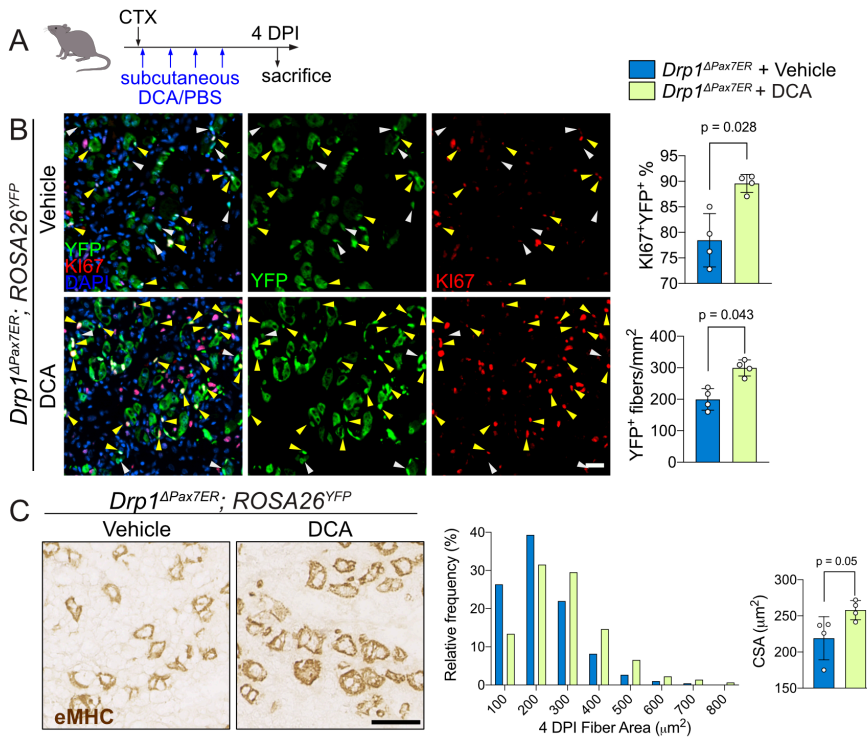 A
CTX
4 DPI
subcutaneous
DCA/PBS
sacrifice
Drp1ΔPax7ER + Vehicle
Drp1ΔPax7ER + DCA
B
Drp1ΔPax7ER; ROSA26YFP
Vehicle
YFP
KI67
DAPI
YFP
KI67
DCA
p = 0.028
KI67+YFP+ %
95
90
85
80
75
70
p = 0.043
YFP+ fibers/mm2
400
300
200
100
0
C
Drp1ΔPax7ER; ROSA26YFP
Vehicle
DCA
eMHC
Relative frequency (%)
40
30
20
10
0
100
200
300
400
500
600
700
800
4 DPI Fiber Area (μm2)
p = 0.05
CSA (μm2)
300
250
200
150